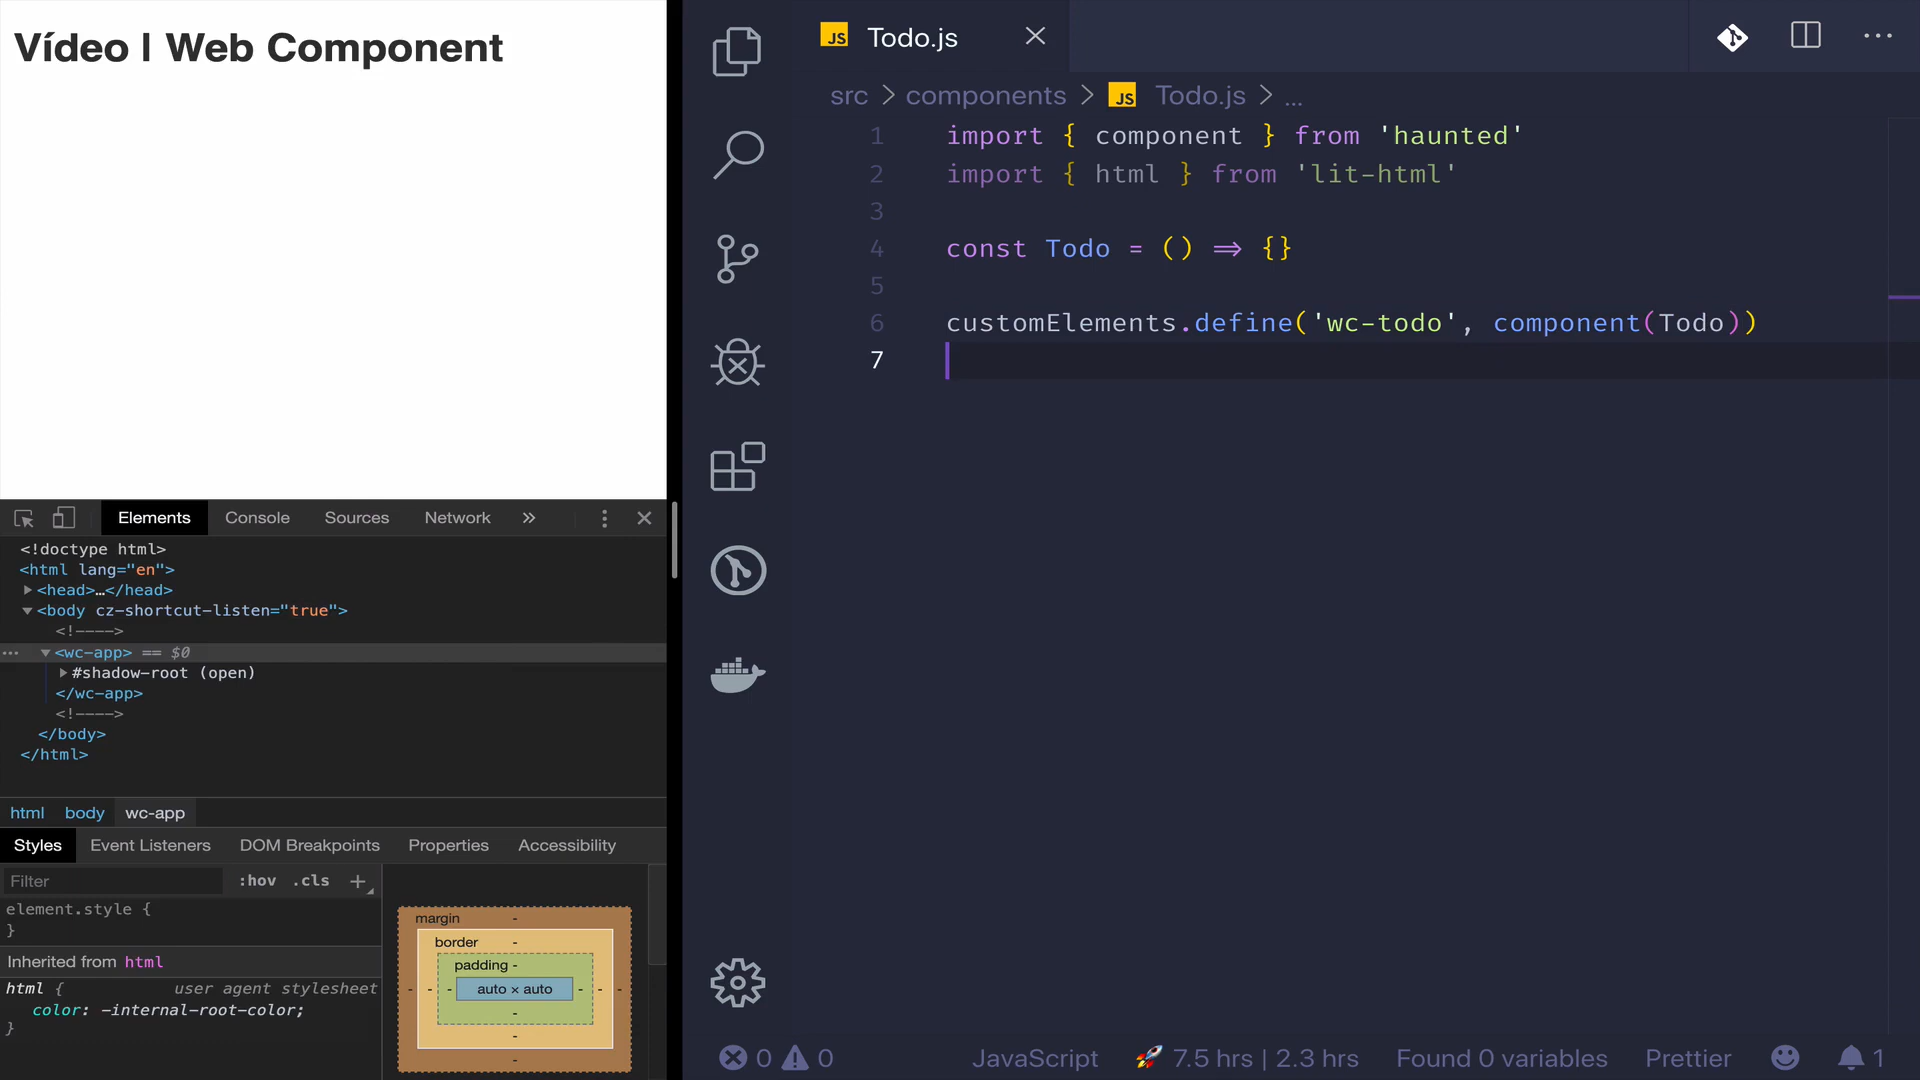 Vídeo I Web Component
Elements Console Sources Network »
<!doctype html>
<html lang="en">
<head>…</head>
<body cz-shortcut-listen="true">
<!---->
<wc-app> == $0
#shadow-root (open)
</wc-app>
<!---->
</body>
</html>
html body wc-app
Styles Event Listeners DOM Breakpoints Properties Accessibility
Filter :hov .cls +
element.style {
}
Inherited from html
html { user agent stylesheet
color: -internal-root-color;
}
margin -
border -
padding -
- - - auto × auto - - -
-
-
-
JS Todo.js
src > components > JS Todo.js > ...
1 import { component } from 'haunted'
2 import { html } from 'lit-html'
3
4 const Todo = () => {}
5
6 customElements.define('wc-todo', component(Todo))
7
0 0 JavaScript 🚀 7.5 hrs | 2.3 hrs Found 0 variables Prettier 1